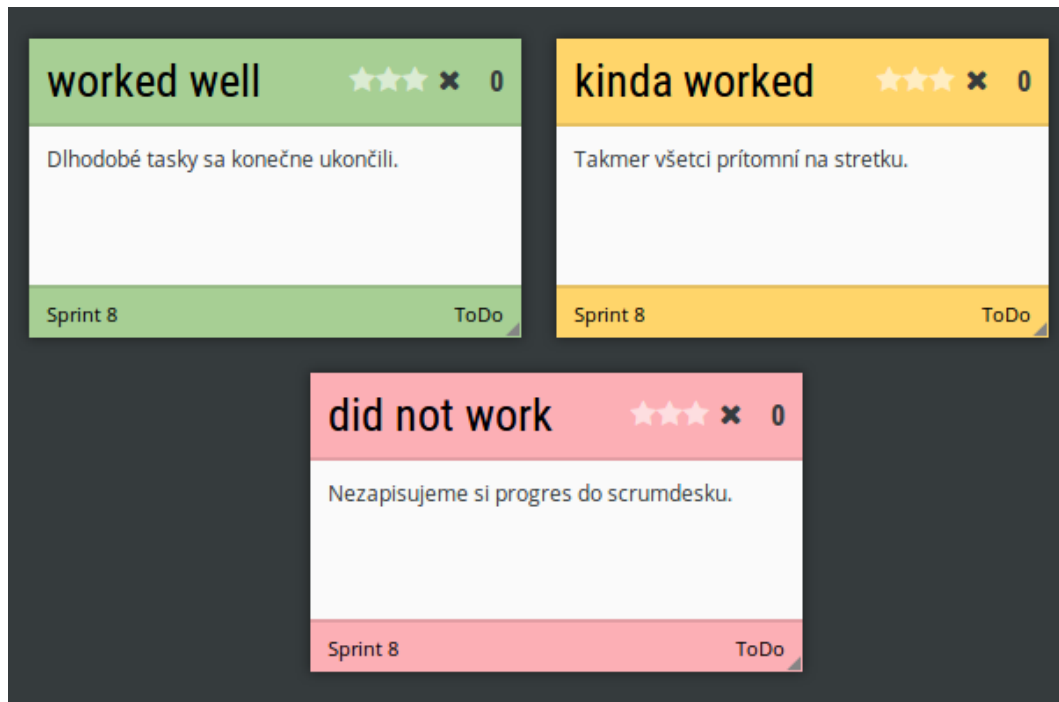 worked well 0
Dlhodobé tasky sa konečne ukončili.
Sprint 8 ToDo
kinda worked 0
Takmer všetci prítomní na stretku.
Sprint 8 ToDo
did not work 0
Nezapisujeme si progres do scrumdesku.
Sprint 8 ToDo